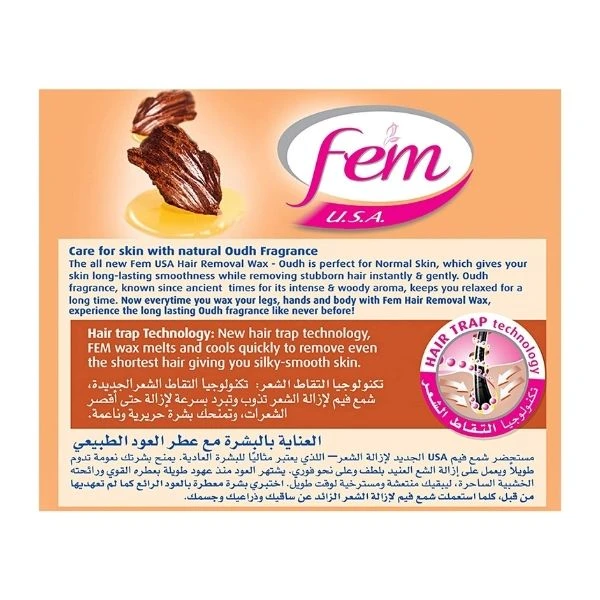 fem
U.S.A.
Care for skin with natural Oudh Fragrance
The all new Fem USA Hair Removal Wax - Oudh is perfect for Normal Skin, which gives your
skin long-lasting smoothness while removing stubborn hair instantly & gently. Oudh
fragrance, known since ancient times for its intense & woody aroma, keeps you relaxed for a
long time. Now everytime you wax your legs, hands and body with Fem Hair Removal Wax,
experience the long lasting Oudh fragrance like never before!
Hair trap Technology: New hair trap technology,
FEM wax melts and cools quickly to remove even
the shortest hair giving you silky-smooth skin.
تكنولوجيا التقاط الشعر: تكنولوجيا التقاط الشعر الجديدة،
شمع فيم لإزالة الشعر تذوب وتبرد بسرعة لإزالة حتى أقصر
الشعرات، وتمنحك بشرة حريرية وناعمة.
HAIR TRAP technology
تكنولوجيا التقاط الشعر
العناية بالبشرة مع عطر العود الطبيعي
مستحضر شمع فيم USA الجديد لإزالة الشعر— اللذي يعتبر مثاليًا للبشرة العادية. يمنح بشرتك نعومة تدوم
طويلاً ويعمل على إزالة الشع العنيد بلطف وعلى نحو فوري. يشتهر العود منذ عهود طويلة بعطره القوي ورائحته
الخشبية الساحرة، ليبقيك منتعشة ومسترخية لوقت طويل. اختبري بشرة معطرة بالعود الرائع كما لم تعهديها
من قبل، كلما استعملت شمع فيم لإزالة الشعر الزائد عن ساقيك وذراعيك وجسمك.